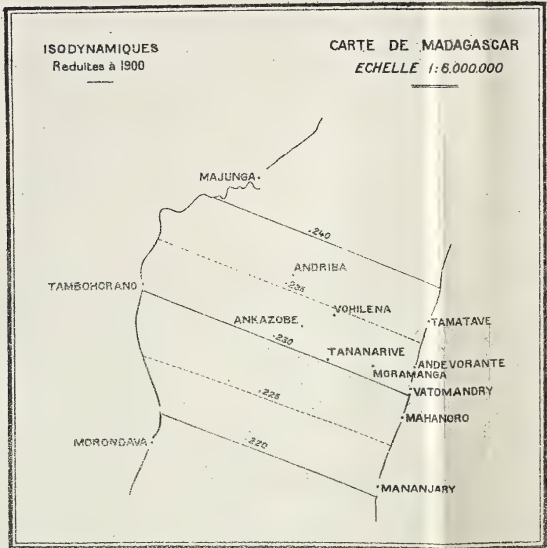 ISODYNAMIQUES
Reduites à 1900
CARTE DE MADAGASCAR
ECHELLE 1:6.000.000
MAJUNGA
.240
ANDRIBA
.235
TAMBOHORANO
VOHILENA
ANKAZOBE
TAMATAVE
.230
TANANARIVE
ANDEVORANTE
MORAMANGA
VATOMANDRY
.225
MAHANORO
MORONDAVA
.220
MANANJARY